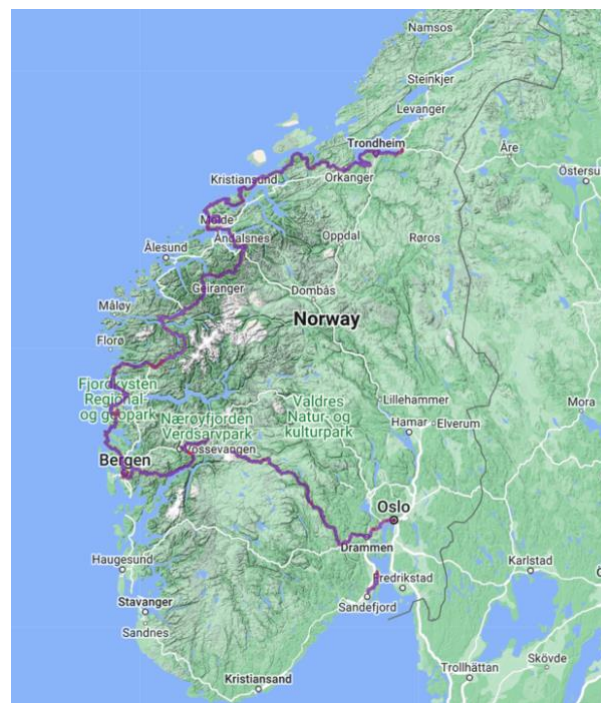 Namsos
Steinkjer
Levanger
Trondheim
Åre
Östersu
Kristiansund
Orkanger
Molde
Åndalsnes
Oppdal
Røros
Ålesund
Geiranger
Dombås
Måløy
Norway
Florø
Fjordkysten
Regional-
og geopark
Nærøyfjorden
Verdsarvpark
Valdres
Natur- og
kulturpark
Lillehammer
Hamar
Elverum
Mora
Bergen
Vossevangen
Oslo
Drammen
Haugesund
Fredrikstad
Karlstad
Ö
Stavanger
Sandefjord
Sandnes
Trollhättan
Skövde
Kristiansand